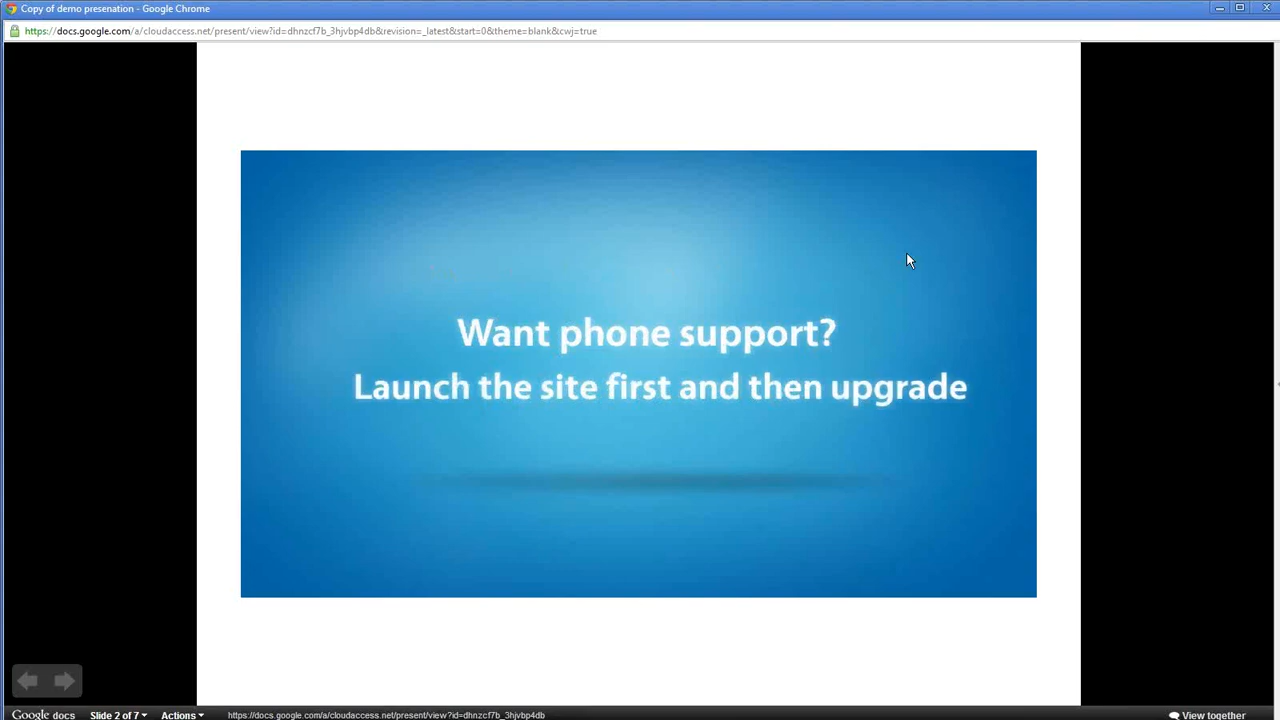 Copy of demo presenation - Google Chrome
https://docs.google.com/a/cloudaccess.net/present/view?id=dhnzcf7b_3hjvbp4db&revision=_latest&start=0&theme=blank&cwj=true
Want phone support?
Launch the site first and then upgrade
Google docs Slide 2 of 7 Actions https://docs.google.com/a/cloudaccess.net/present/view?id=dhnzcf7b_3hjvbp4db View together